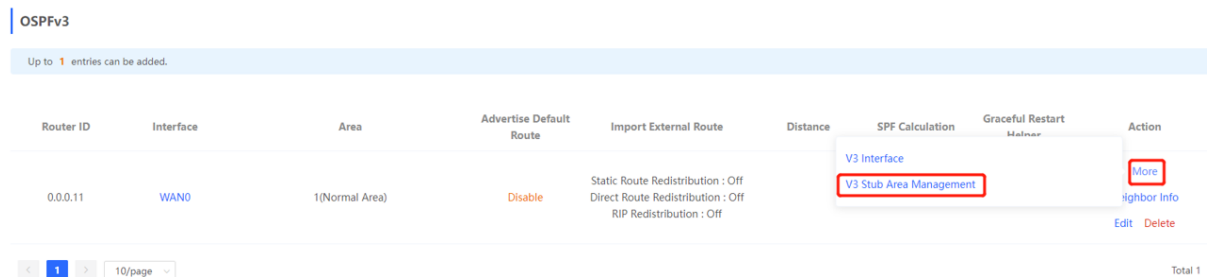 OSPFv3
Up to 1 entries can be added.
Router ID Interface Area Advertise Default Route Import External Route Distance SPF Calculation Graceful Restart Helper Action
0.0.0.11 WAN0 1(Normal Area) Disable
Static Route Redistribution : Off
Direct Route Redistribution : Off
RIP Redistribution : Off
V3 Interface
V3 Stub Area Management
More
eighbor Info
Edit Delete
1 10/page
Total 1